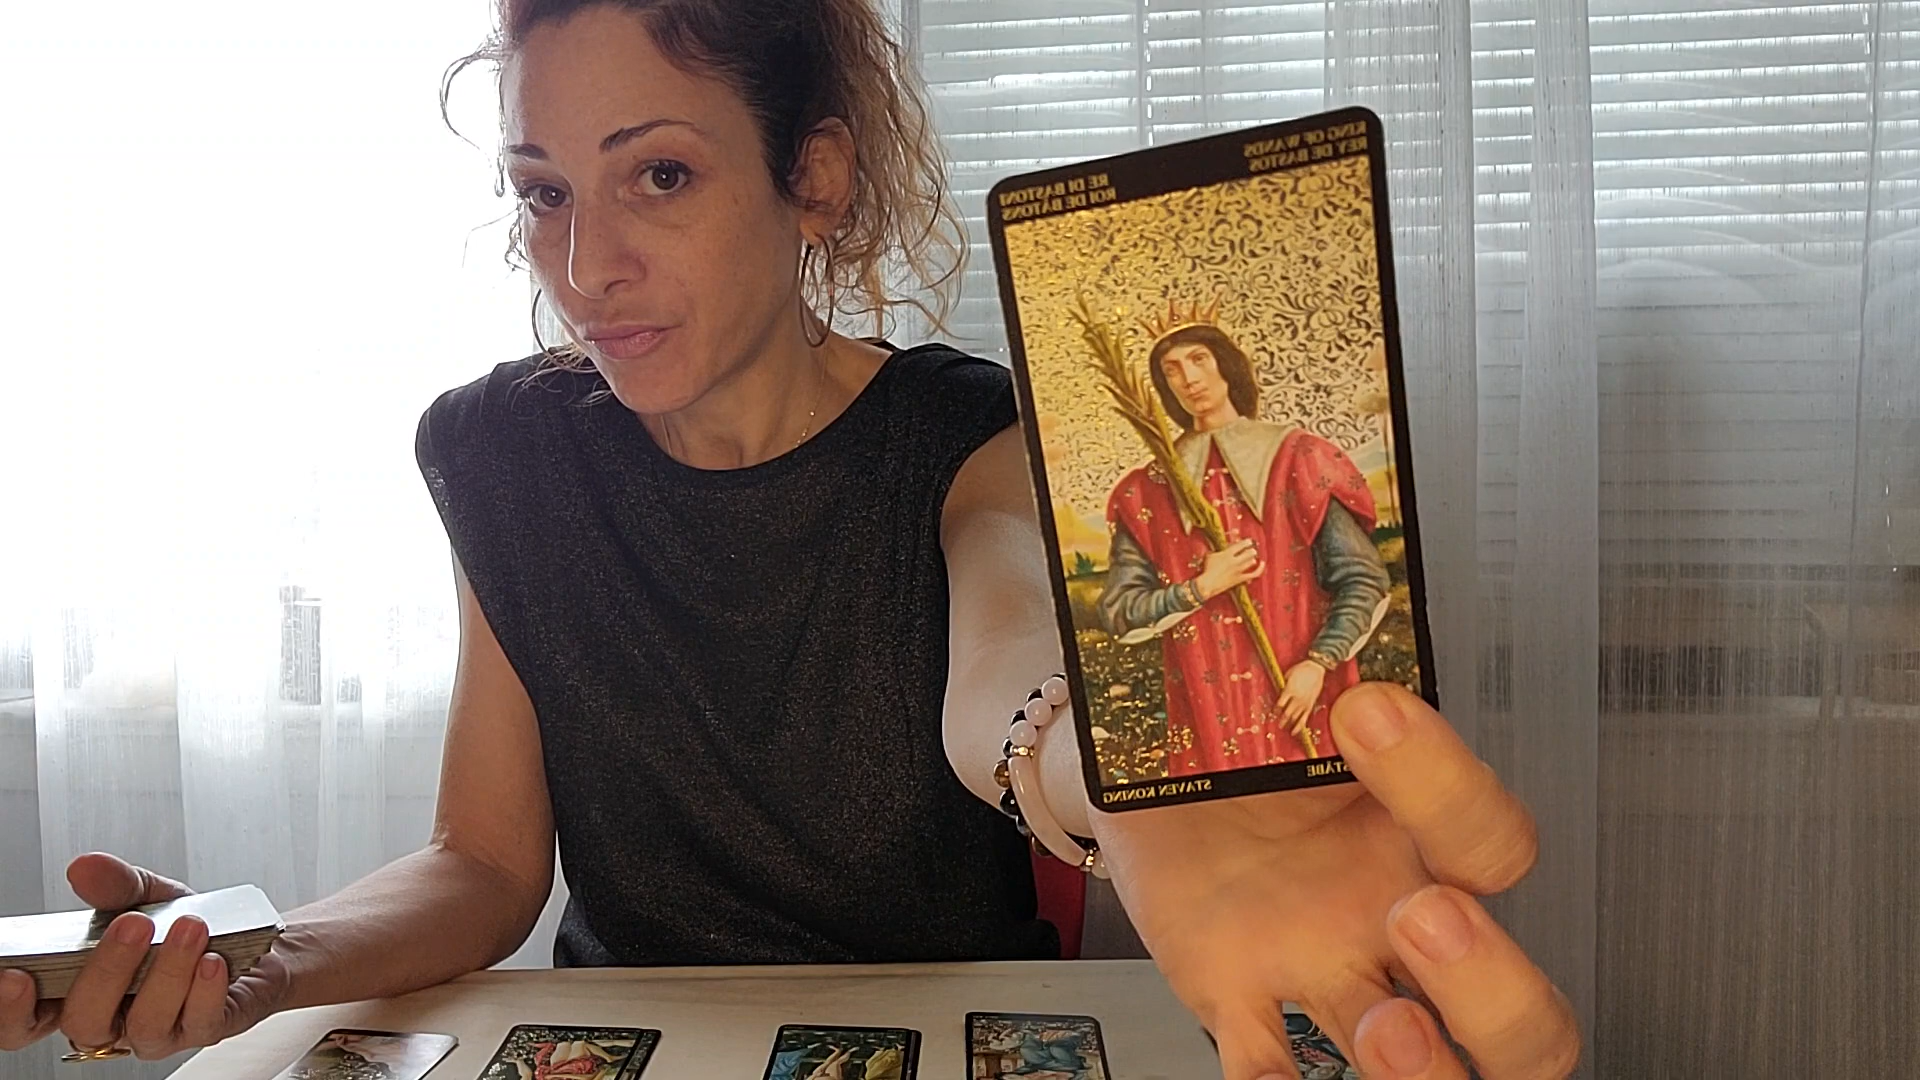 KING OF WANDS
REY DE BASTOS
RE DI BASTONI
ROI DE BÂTONS
STÄBE
STAVEN KONING